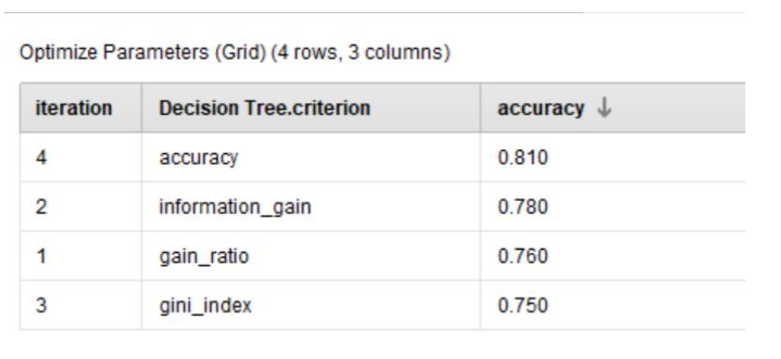 Optimize Parameters (Grid) (4 rows, 3 columns)
iteration Decision Tree.criterion accuracy ↓
4 accuracy 0.810
2 information_gain 0.780
1 gain_ratio 0.760
3 gini_index 0.750